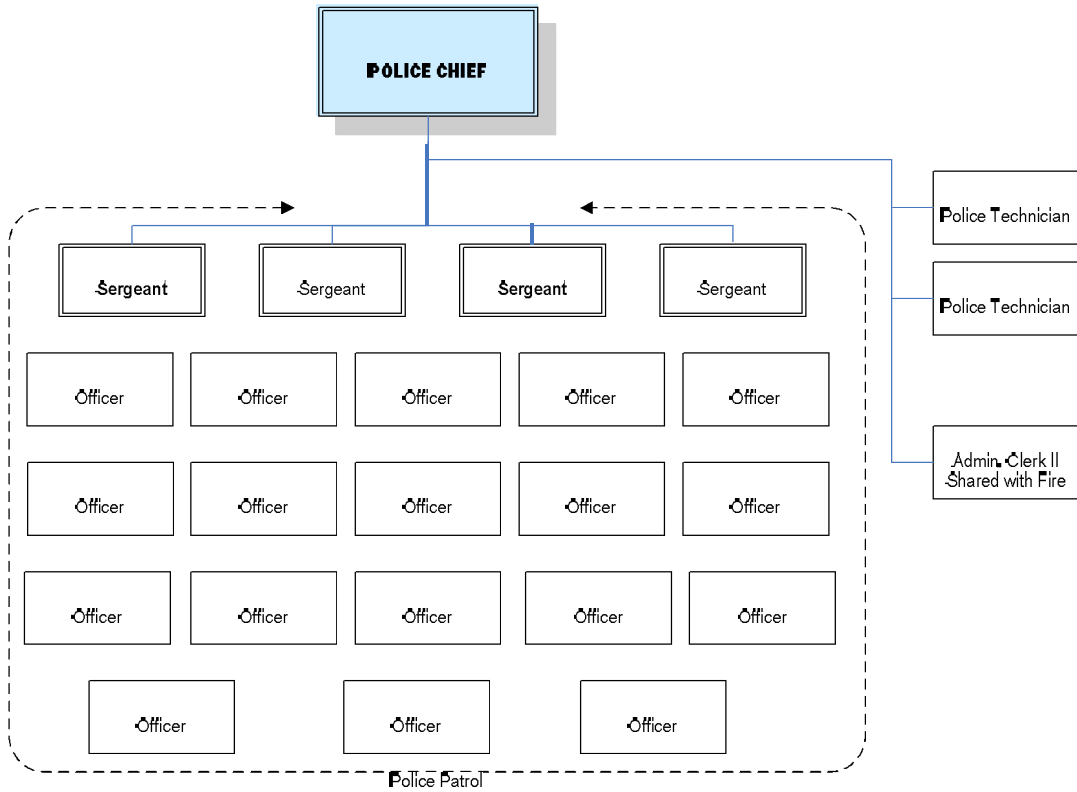 POLICE CHIEF
Police Technician
Sergeant Sergeant Sergeant Sergeant
Police Technician
Officer Officer Officer Officer Officer
Admin. Clerk II
Shared with Fire
Officer Officer Officer Officer Officer
Officer Officer Officer Officer Officer
Officer Officer Officer
Police Patrol